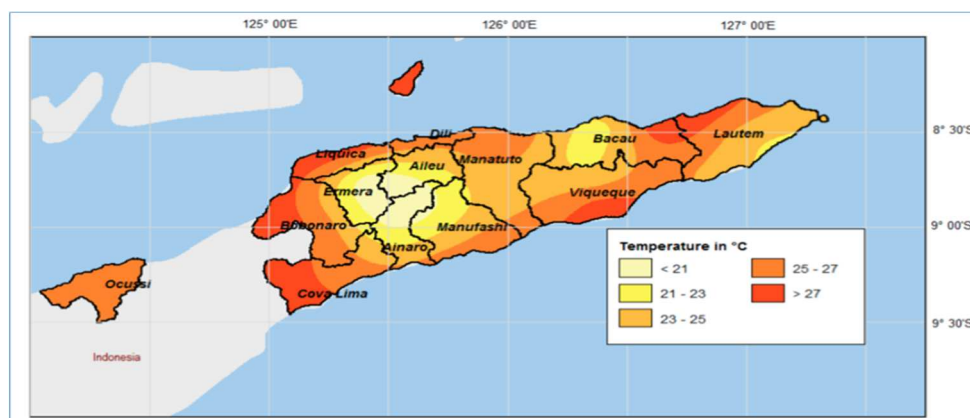 125° 00'E
126° 00'E
127° 00'E
8° 30'S
Dili
Bacau
Lautem
Liquica
Aileu
Manatuto
Ermera
Viqueque
9° 00'S
Bobonaro
Manufashi
Ainaro
Temperature in °C
< 21
25 - 27
21 - 23
> 27
23 - 25
Ocussi
Cova Lima
9° 30'S
Indonesia